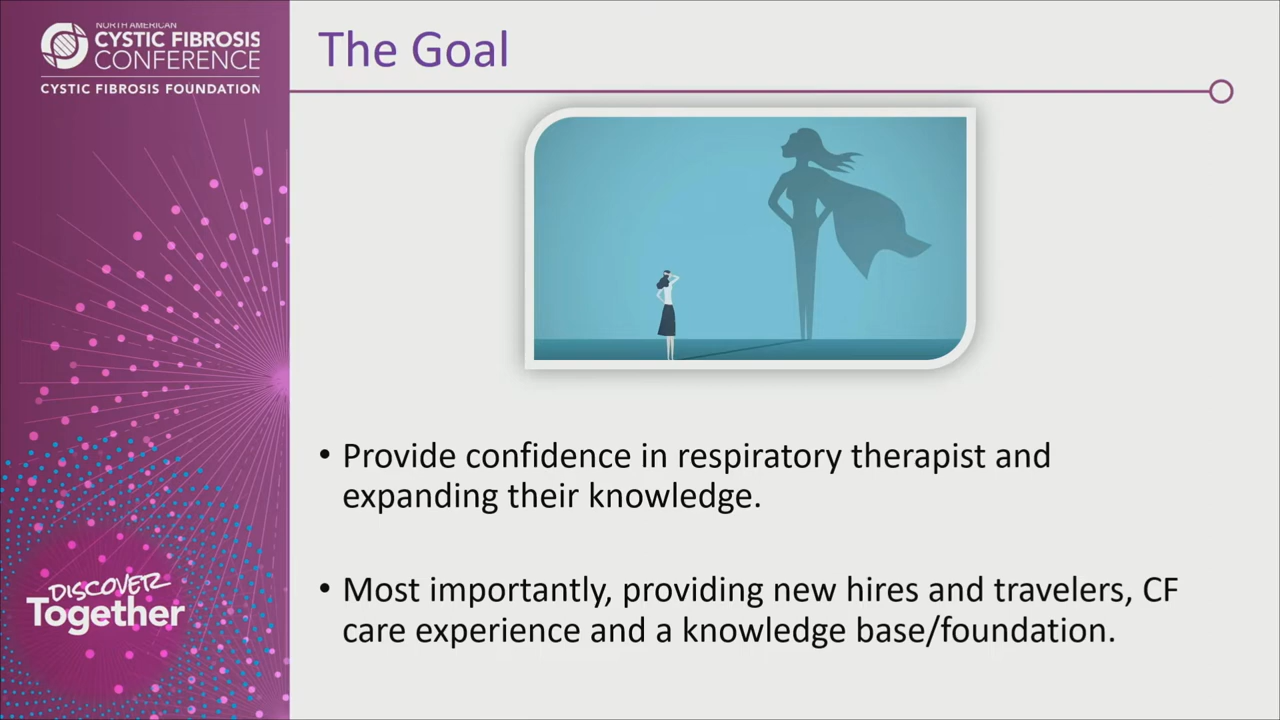 NORTH AMERICAN
CYSTIC FIBROSIS
CONFERENCE
CYSTIC FIBROSIS FOUNDATION
The Goal
• Provide confidence in respiratory therapist and
expanding their knowledge.
• Most importantly, providing new hires and travelers, CF
care experience and a knowledge base/foundation.
DISCOVER
Together